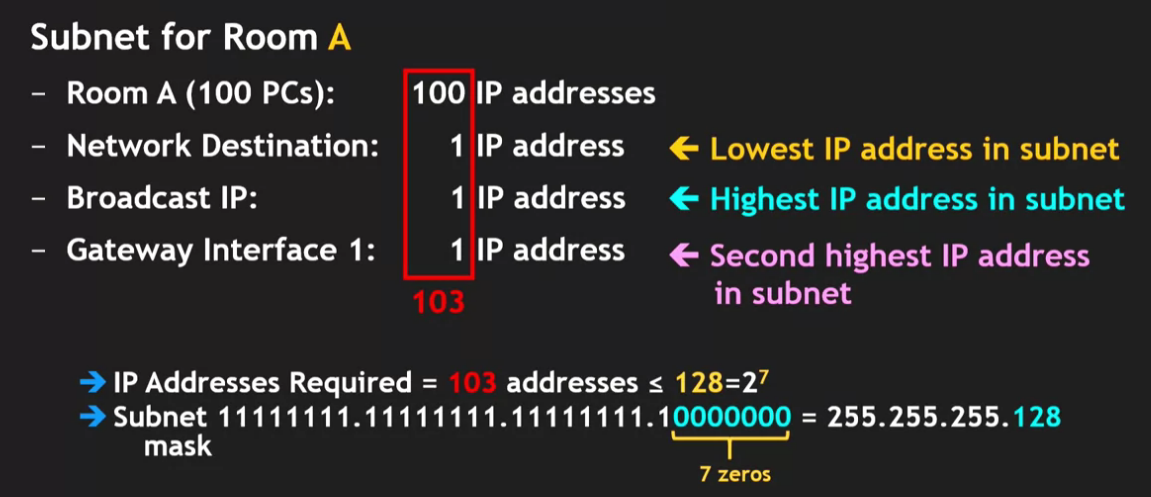 Subnet for Room A
– Room A (100 PCs): 100 IP addresses
– Network Destination: 1 IP address ← Lowest IP address in subnet
– Broadcast IP: 1 IP address ← Highest IP address in subnet
– Gateway Interface 1: 1 IP address ← Second highest IP address
in subnet
103
→ IP Addresses Required = 103 addresses ≤ 128=2⁷
→ Subnet 11111111.11111111.11111111.10000000 = 255.255.255.128
mask
7 zeros